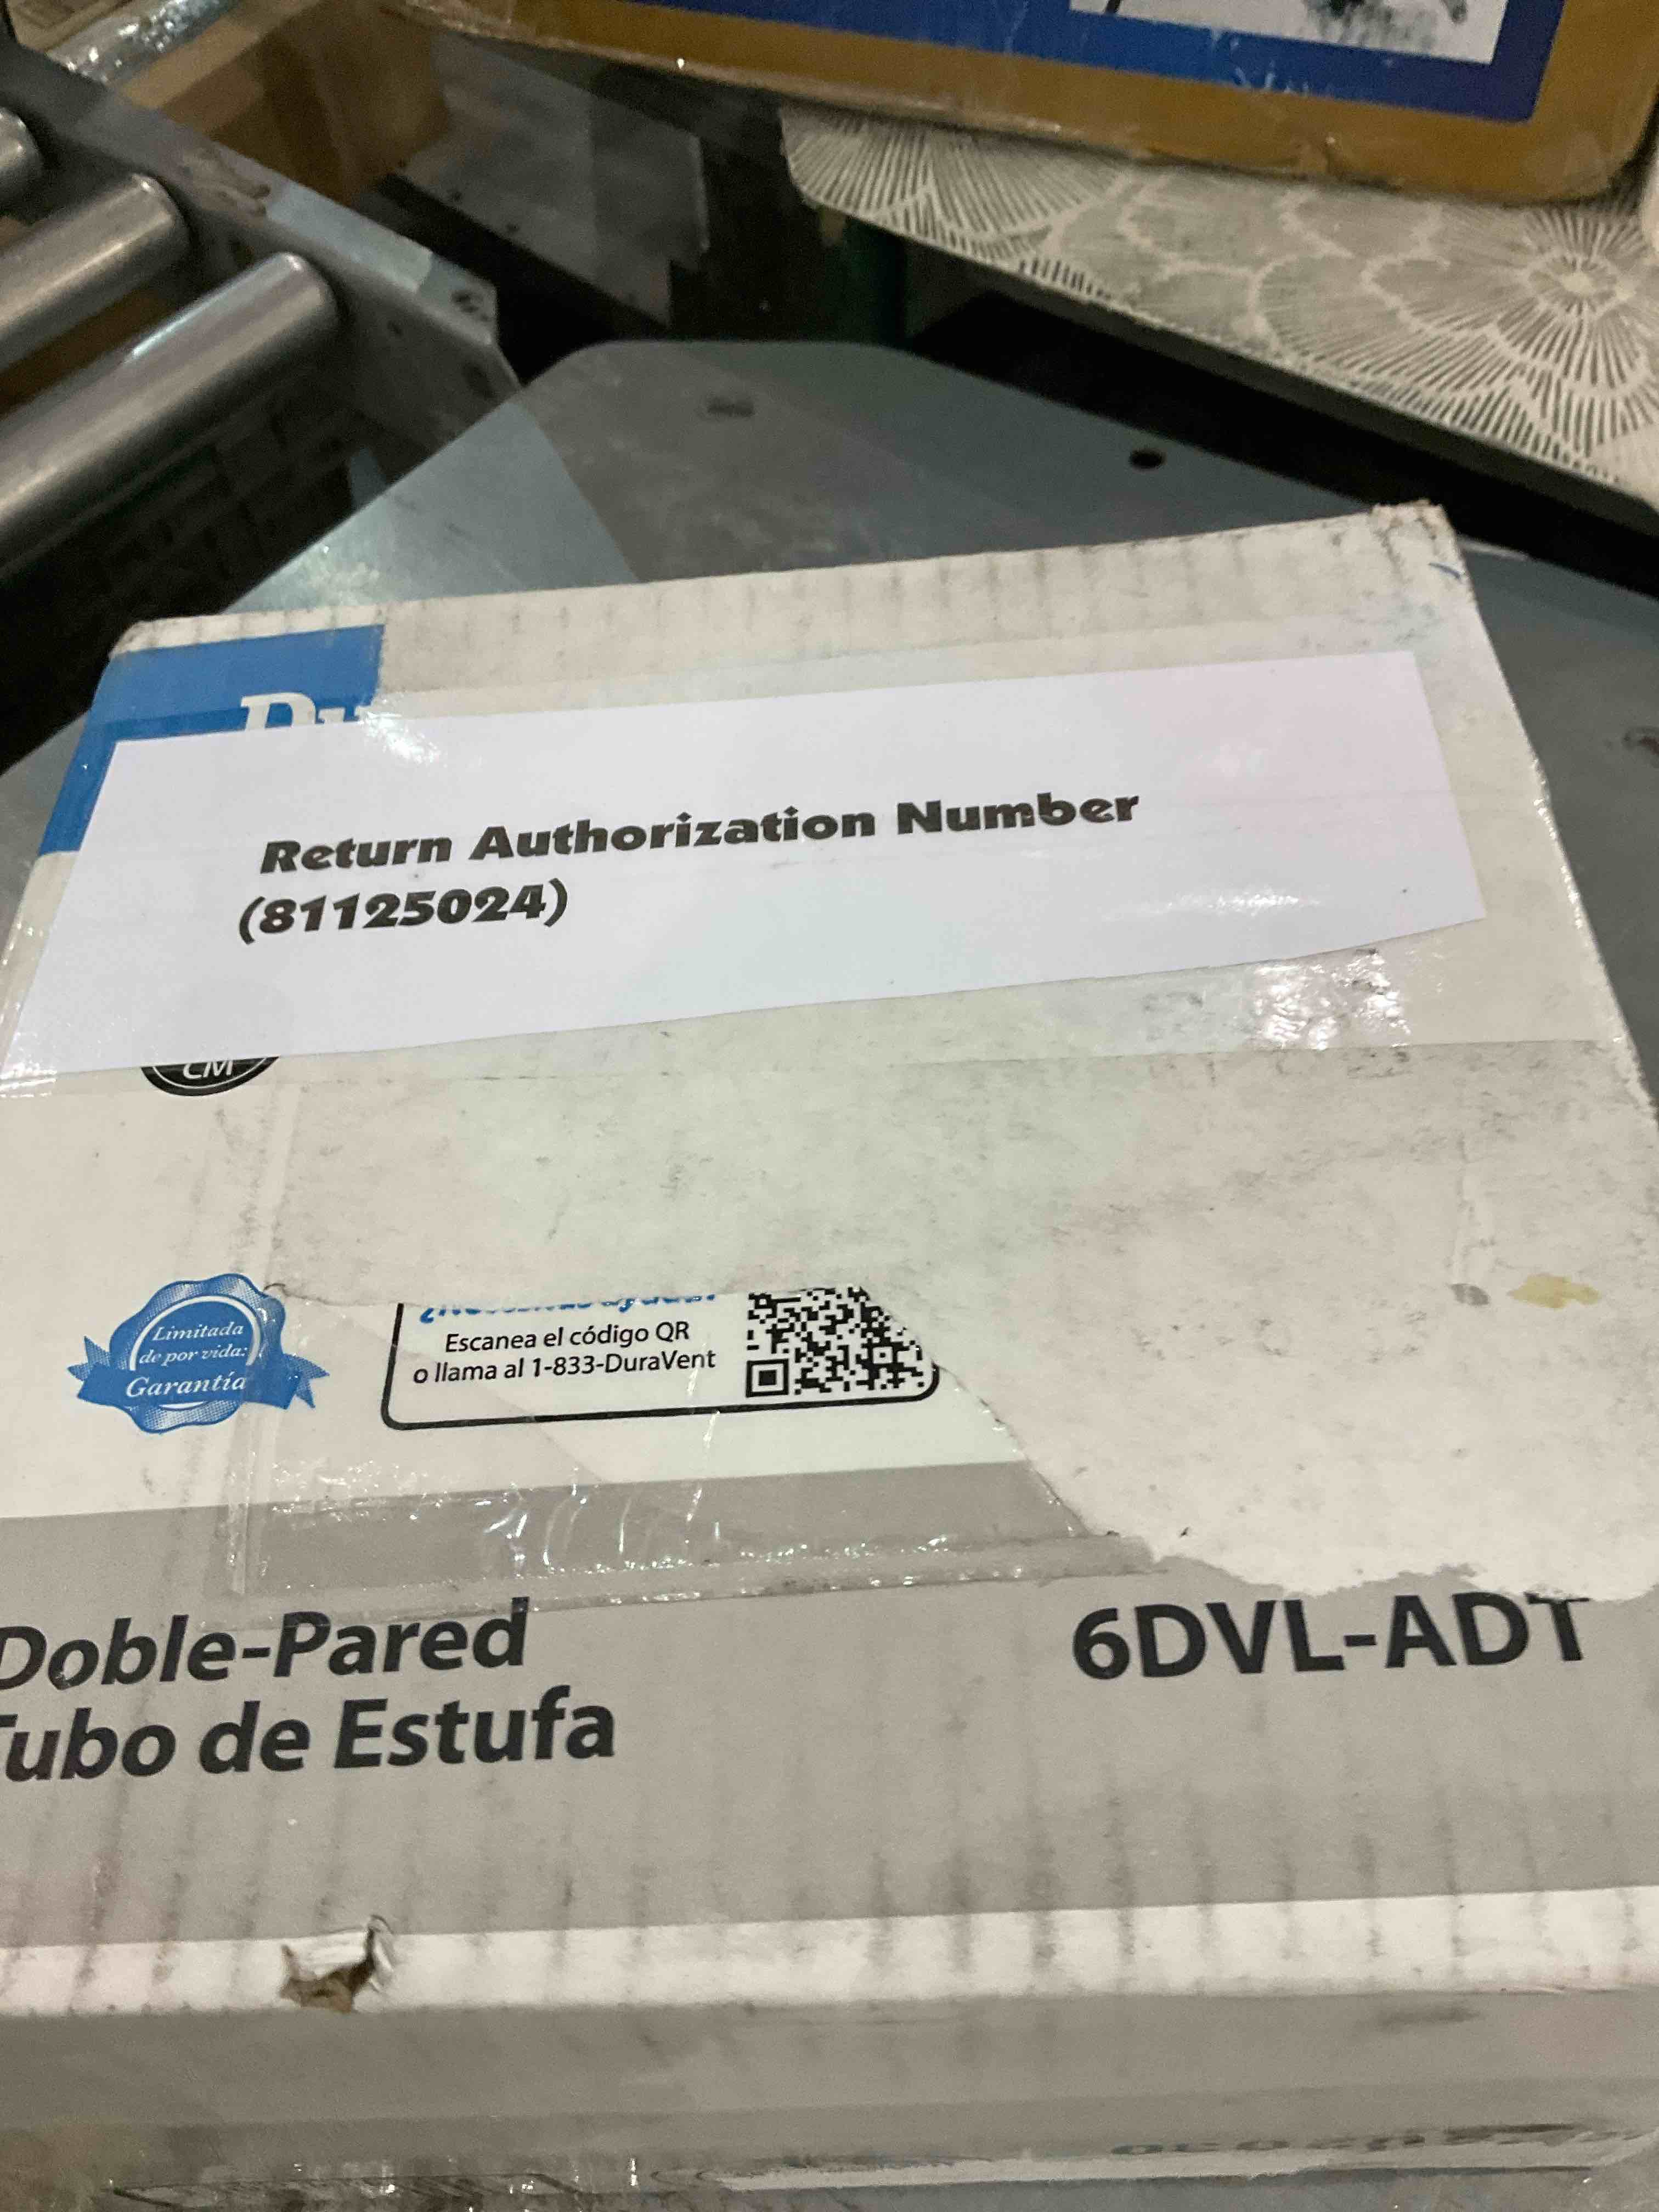 Return Authorization Number
(81125024)
CM
Limitada
de por vida:
Garantía
Escanea el código QR
o llama al 1-833-DuraVent
Doble-Pared
Tubo de Estufa
6DVL-ADT